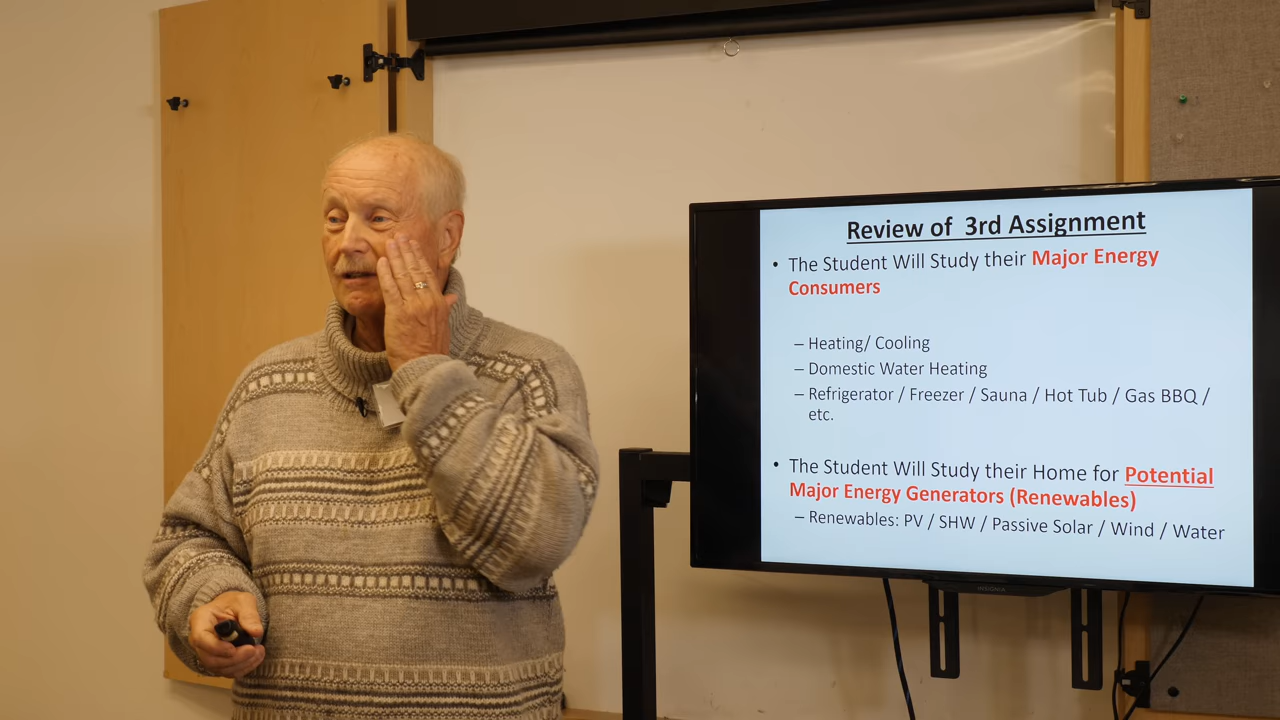 Review of 3rd Assignment
• The Student Will Study their Major Energy
Consumers
– Heating/ Cooling
– Domestic Water Heating
– Refrigerator / Freezer / Sauna / Hot Tub / Gas BBQ /
etc.
• The Student Will Study their Home for Potential
Major Energy Generators (Renewables)
– Renewables: PV / SHW / Passive Solar / Wind / Water